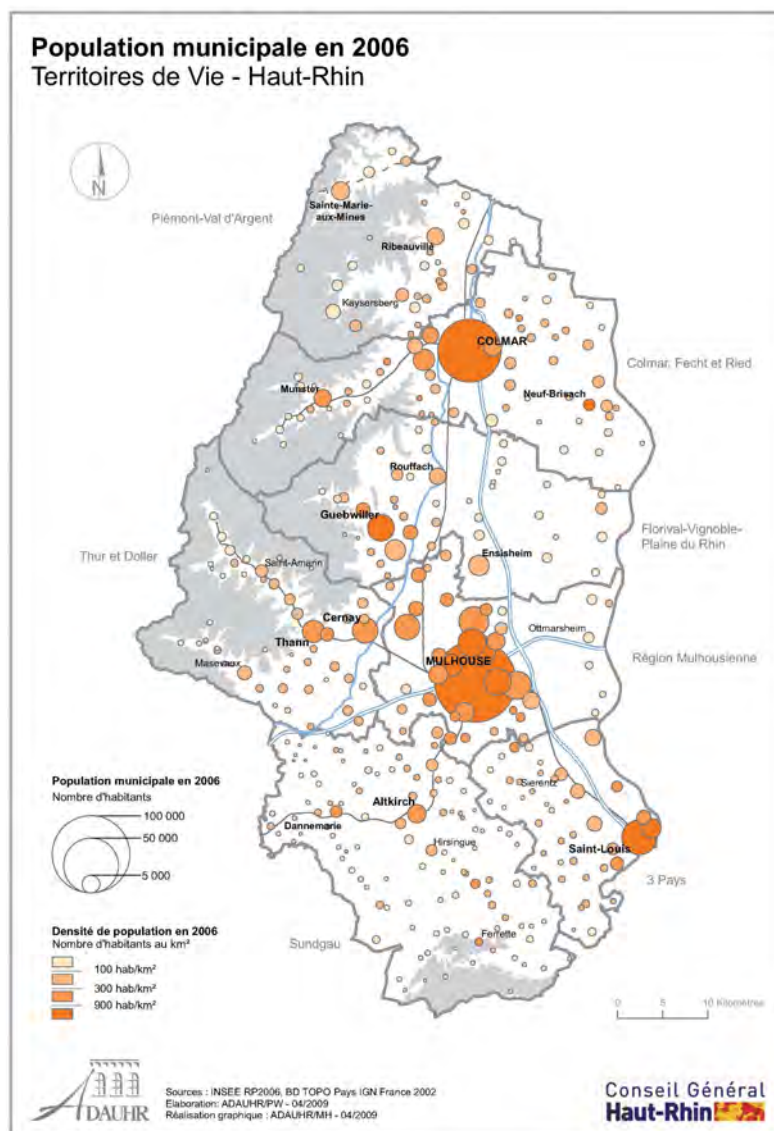 Population municipale en 2006
Territoires de Vie - Haut-Rhin
N
Piémont-Val d'Argent
Sainte-Marie-
aux-Mines
Ribeauvillé
Kaysersberg
COLMAR
Colmar, Fecht et Ried
Munster
Neuf-Brisach
Rouffach
Guebwiller
Florival-Vignoble-
Plaine du Rhin
Ensisheim
Thur et Doller
Saint-Amarin
Cernay
Thann
Ottmarsheim
Masevaux
MULHOUSE
Région Mulhousienne
Sierentz
Altkirch
Dannemarie
Hirsingue
Saint-Louis
3 Pays
Ferrette
Sundgau
Population municipale en 2006
Nombre d'habitants
100 000
50 000
5 000
Densité de population en 2006
Nombre d'habitants au km²
100 hab/km²
300 hab/km²
900 hab/km²
0 5 10 Kilomètres
ADAUHR
Sources : INSEE RP2006, BD TOPO Pays IGN France 2002
Elaboration: ADAUHR/PW - 04/2009
Réalisation graphique : ADAUHR/MH - 04/2009
Conseil Général
Haut-Rhin